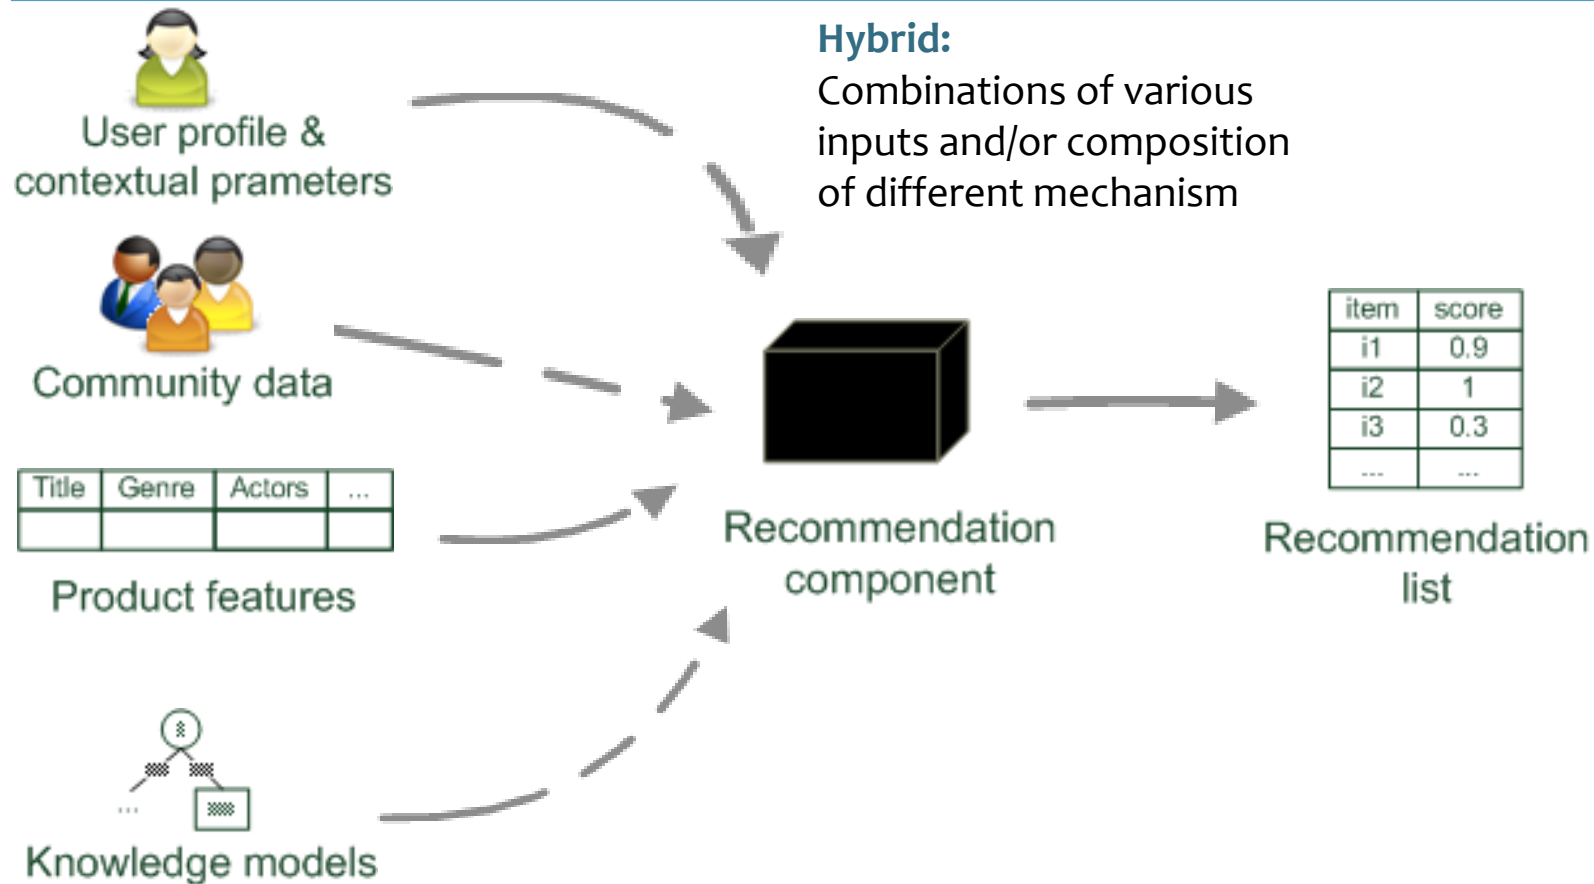 Hybrid:
Combinations of various
inputs and/or composition
of different mechanism
User profile &
contextual prameters
Community data
Title Genre Actors ...
Product features
...
Knowledge models
Recommendation
component
item score
i1 0.9
i2 1
i3 0.3
... ...
Recommendation
list